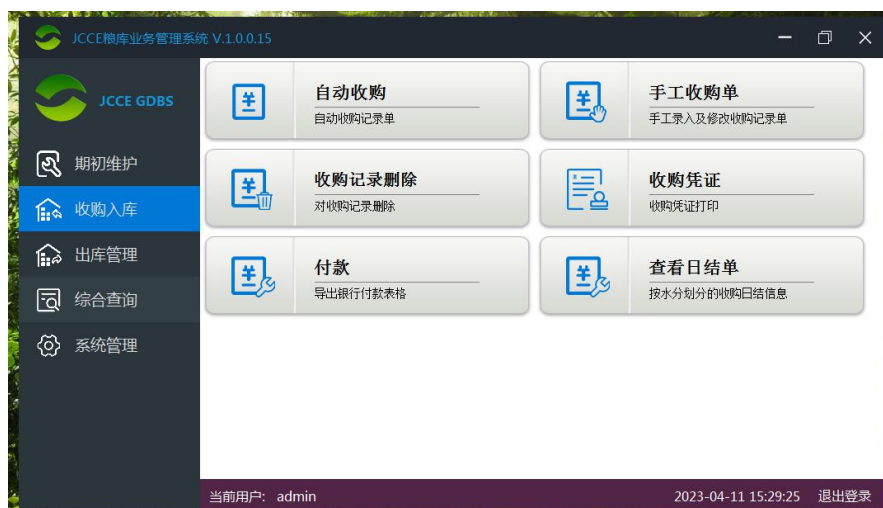 JCCE粮库业务管理系统 V.1.0.0.15
JCCE GDBS
期初维护
收购入库
出库管理
综合查询
系统管理
自动收购
自动收购记录单
手工收购单
手工录入及修改收购记录单
收购记录删除
对收购记录删除
收购凭证
收购凭证打印
付款
导出银行付款表格
查看日结单
按水分划分的收购日结信息
当前用户: admin
2023-04-11 15:29:25 退出登录